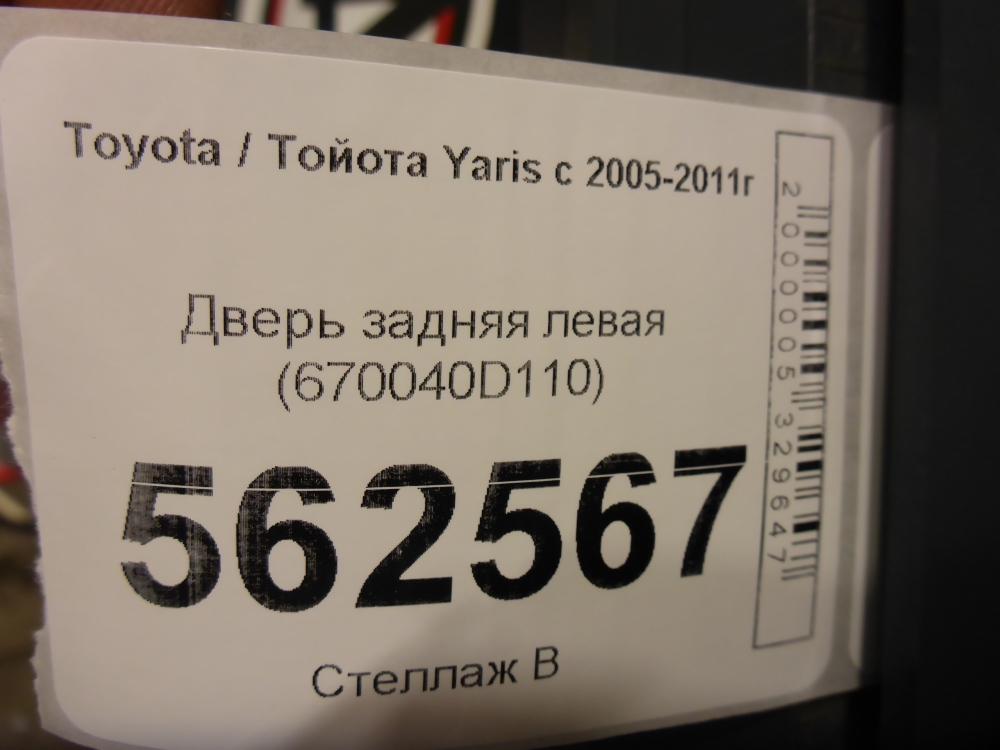 Toyota / Тойота Yaris с 2005-2011г
Дверь задняя левая
(670040D110)
562567
Стеллаж В
2000005329647